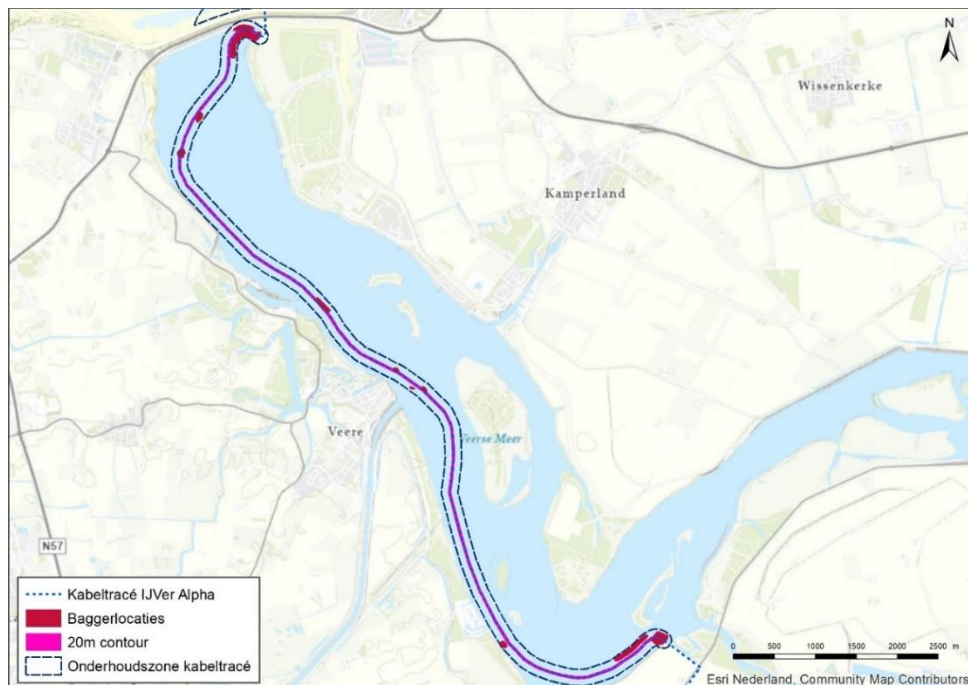 N
Wissenkerke
Kamperland
Veerse Meer
Veere
N57
Kabeltracé IJVer Alpha
Baggerlocaties
20m contour
Onderhoudszone kabeltracé
0 500 1000 1500 2000 2500 m
Esri Nederland, Community Map Contributors